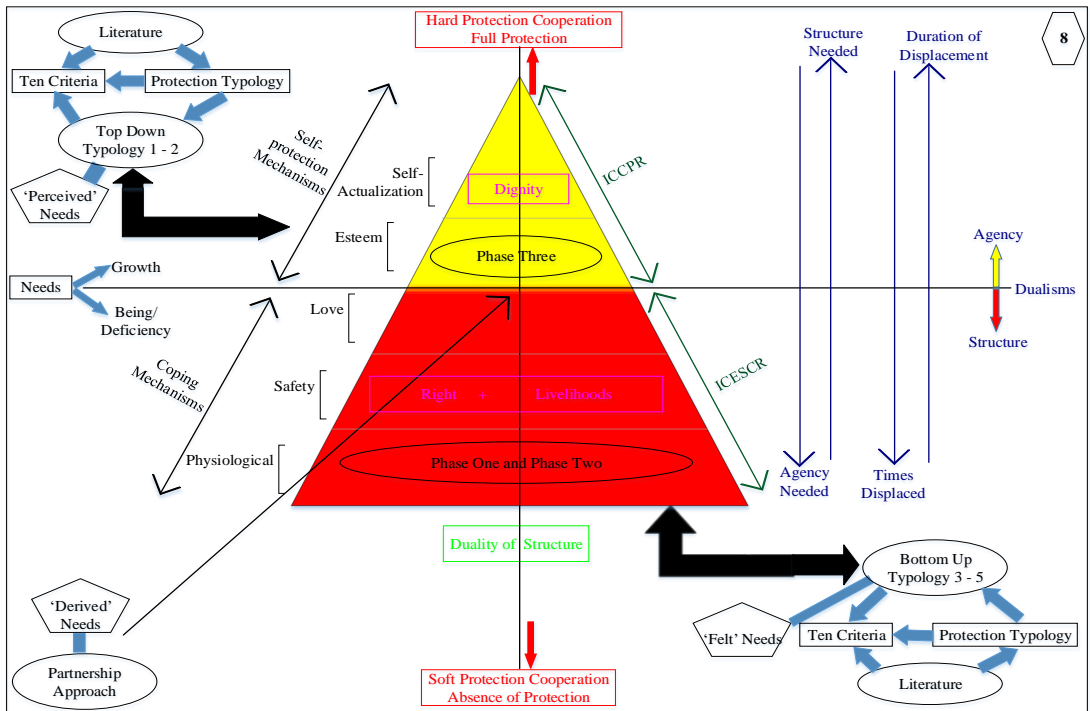 Hard Protection Cooperation
Full Protection
8
Literature
Ten Criteria
Protection Typology
Top Down
Typology 1 - 2
'Perceived'
Needs
Self-
protection
Mechanisms
Self-
Actualization
Dignity
ICCPR
Structure
Needed
Duration of
Displacement
Esteem
Phase Three
Agency
Needs
Growth
Being/
Deficiency
Dualisms
Structure
Love
Coping
Mechanisms
Safety
Right + Livelihoods
ICESCR
Physiological
Phase One and Phase Two
Agency
Needed
Times
Displaced
Duality of Structure
'Derived'
Needs
Partnership
Approach
Bottom Up
Typology 3 - 5
'Felt' Needs
Ten Criteria
Protection Typology
Literature
Soft Protection Cooperation
Absence of Protection